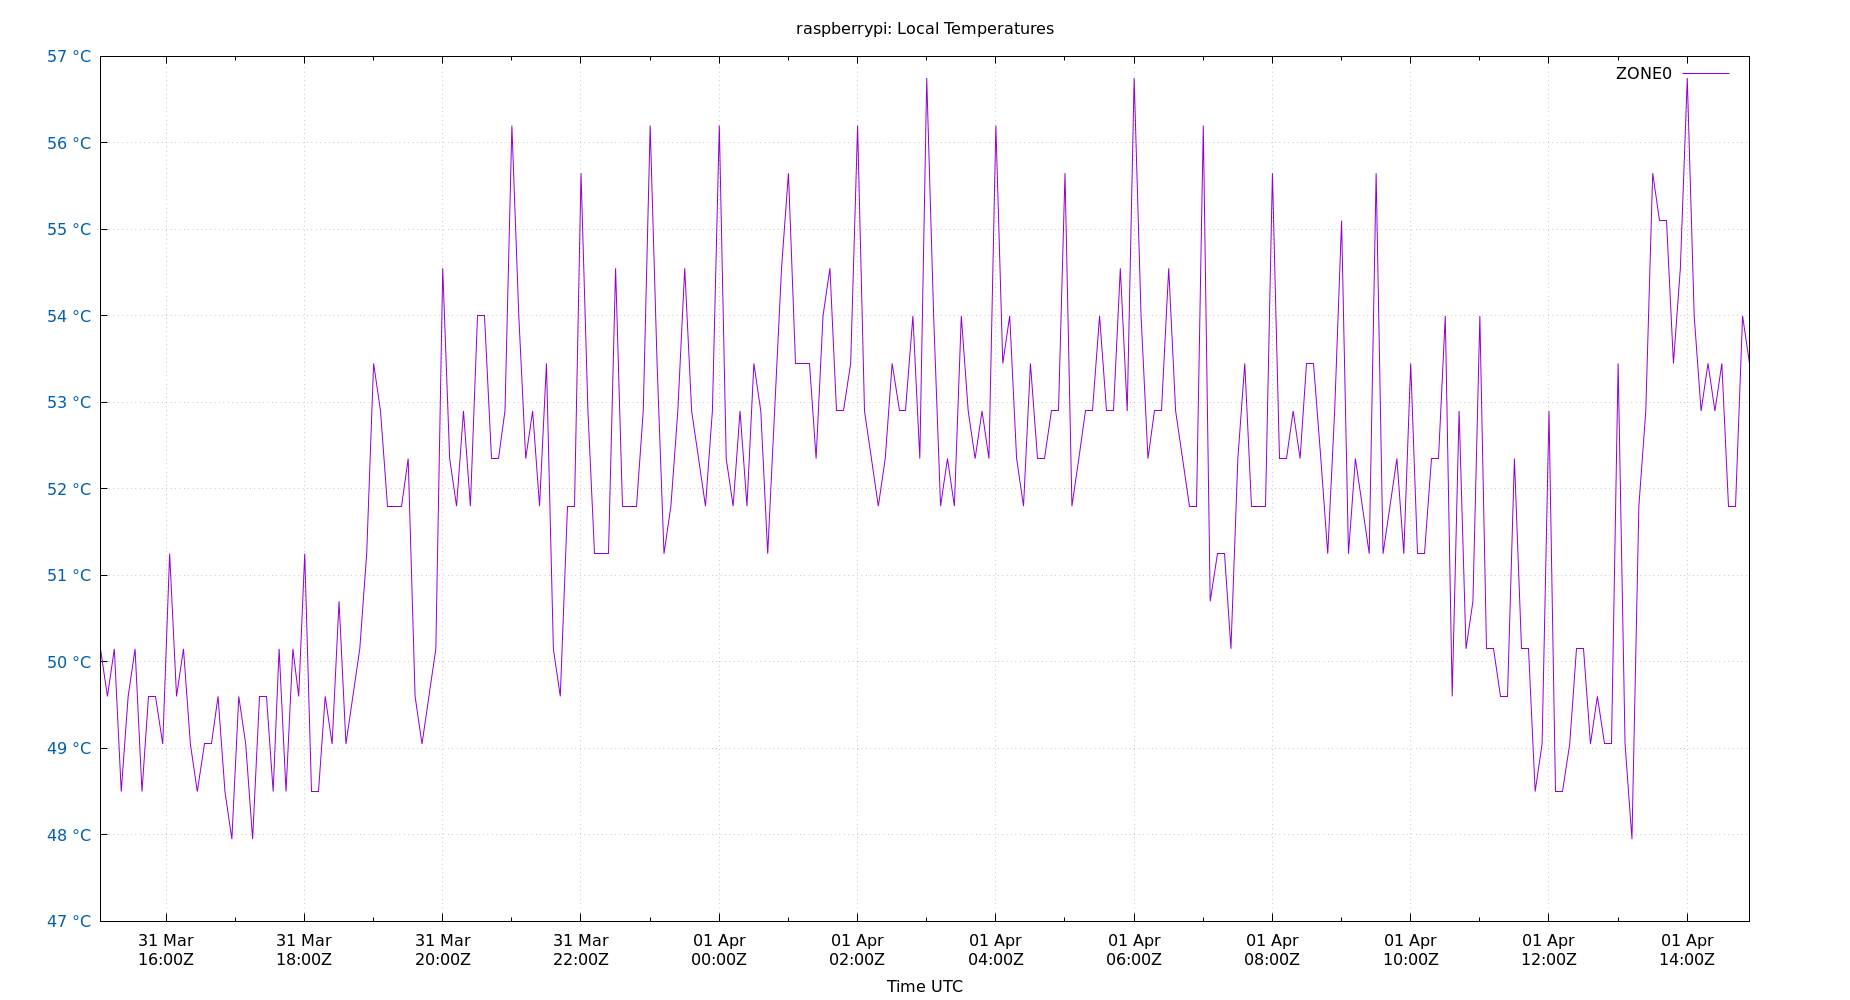 raspberrypi: Local Temperatures
57 °C
ZONE0
56 °C
55 °C
54 °C
53 °C
52 °C
51 °C
50 °C
49 °C
48 °C
47 °C
31 Mar 31 Mar 31 Mar 31 Mar 01 Apr 01 Apr 01 Apr 01 Apr 01 Apr 01 Apr 01 Apr 01 Apr
16:00Z 18:00Z 20:00Z 22:00Z 00:00Z 02:00Z 04:00Z 06:00Z 08:00Z 10:00Z 12:00Z 14:00Z
Time UTC